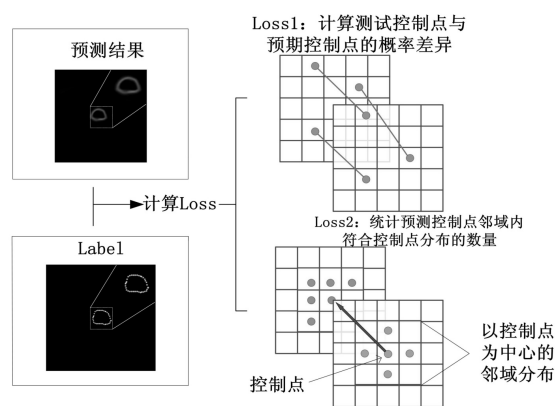 预测结果
Loss1：计算测试控制点与
预期控制点的概率差异
计算Loss
Label
Loss2：统计预测控制点邻域内
符合控制点分布的数量
控制点
以控制点
为中心的
邻域分布